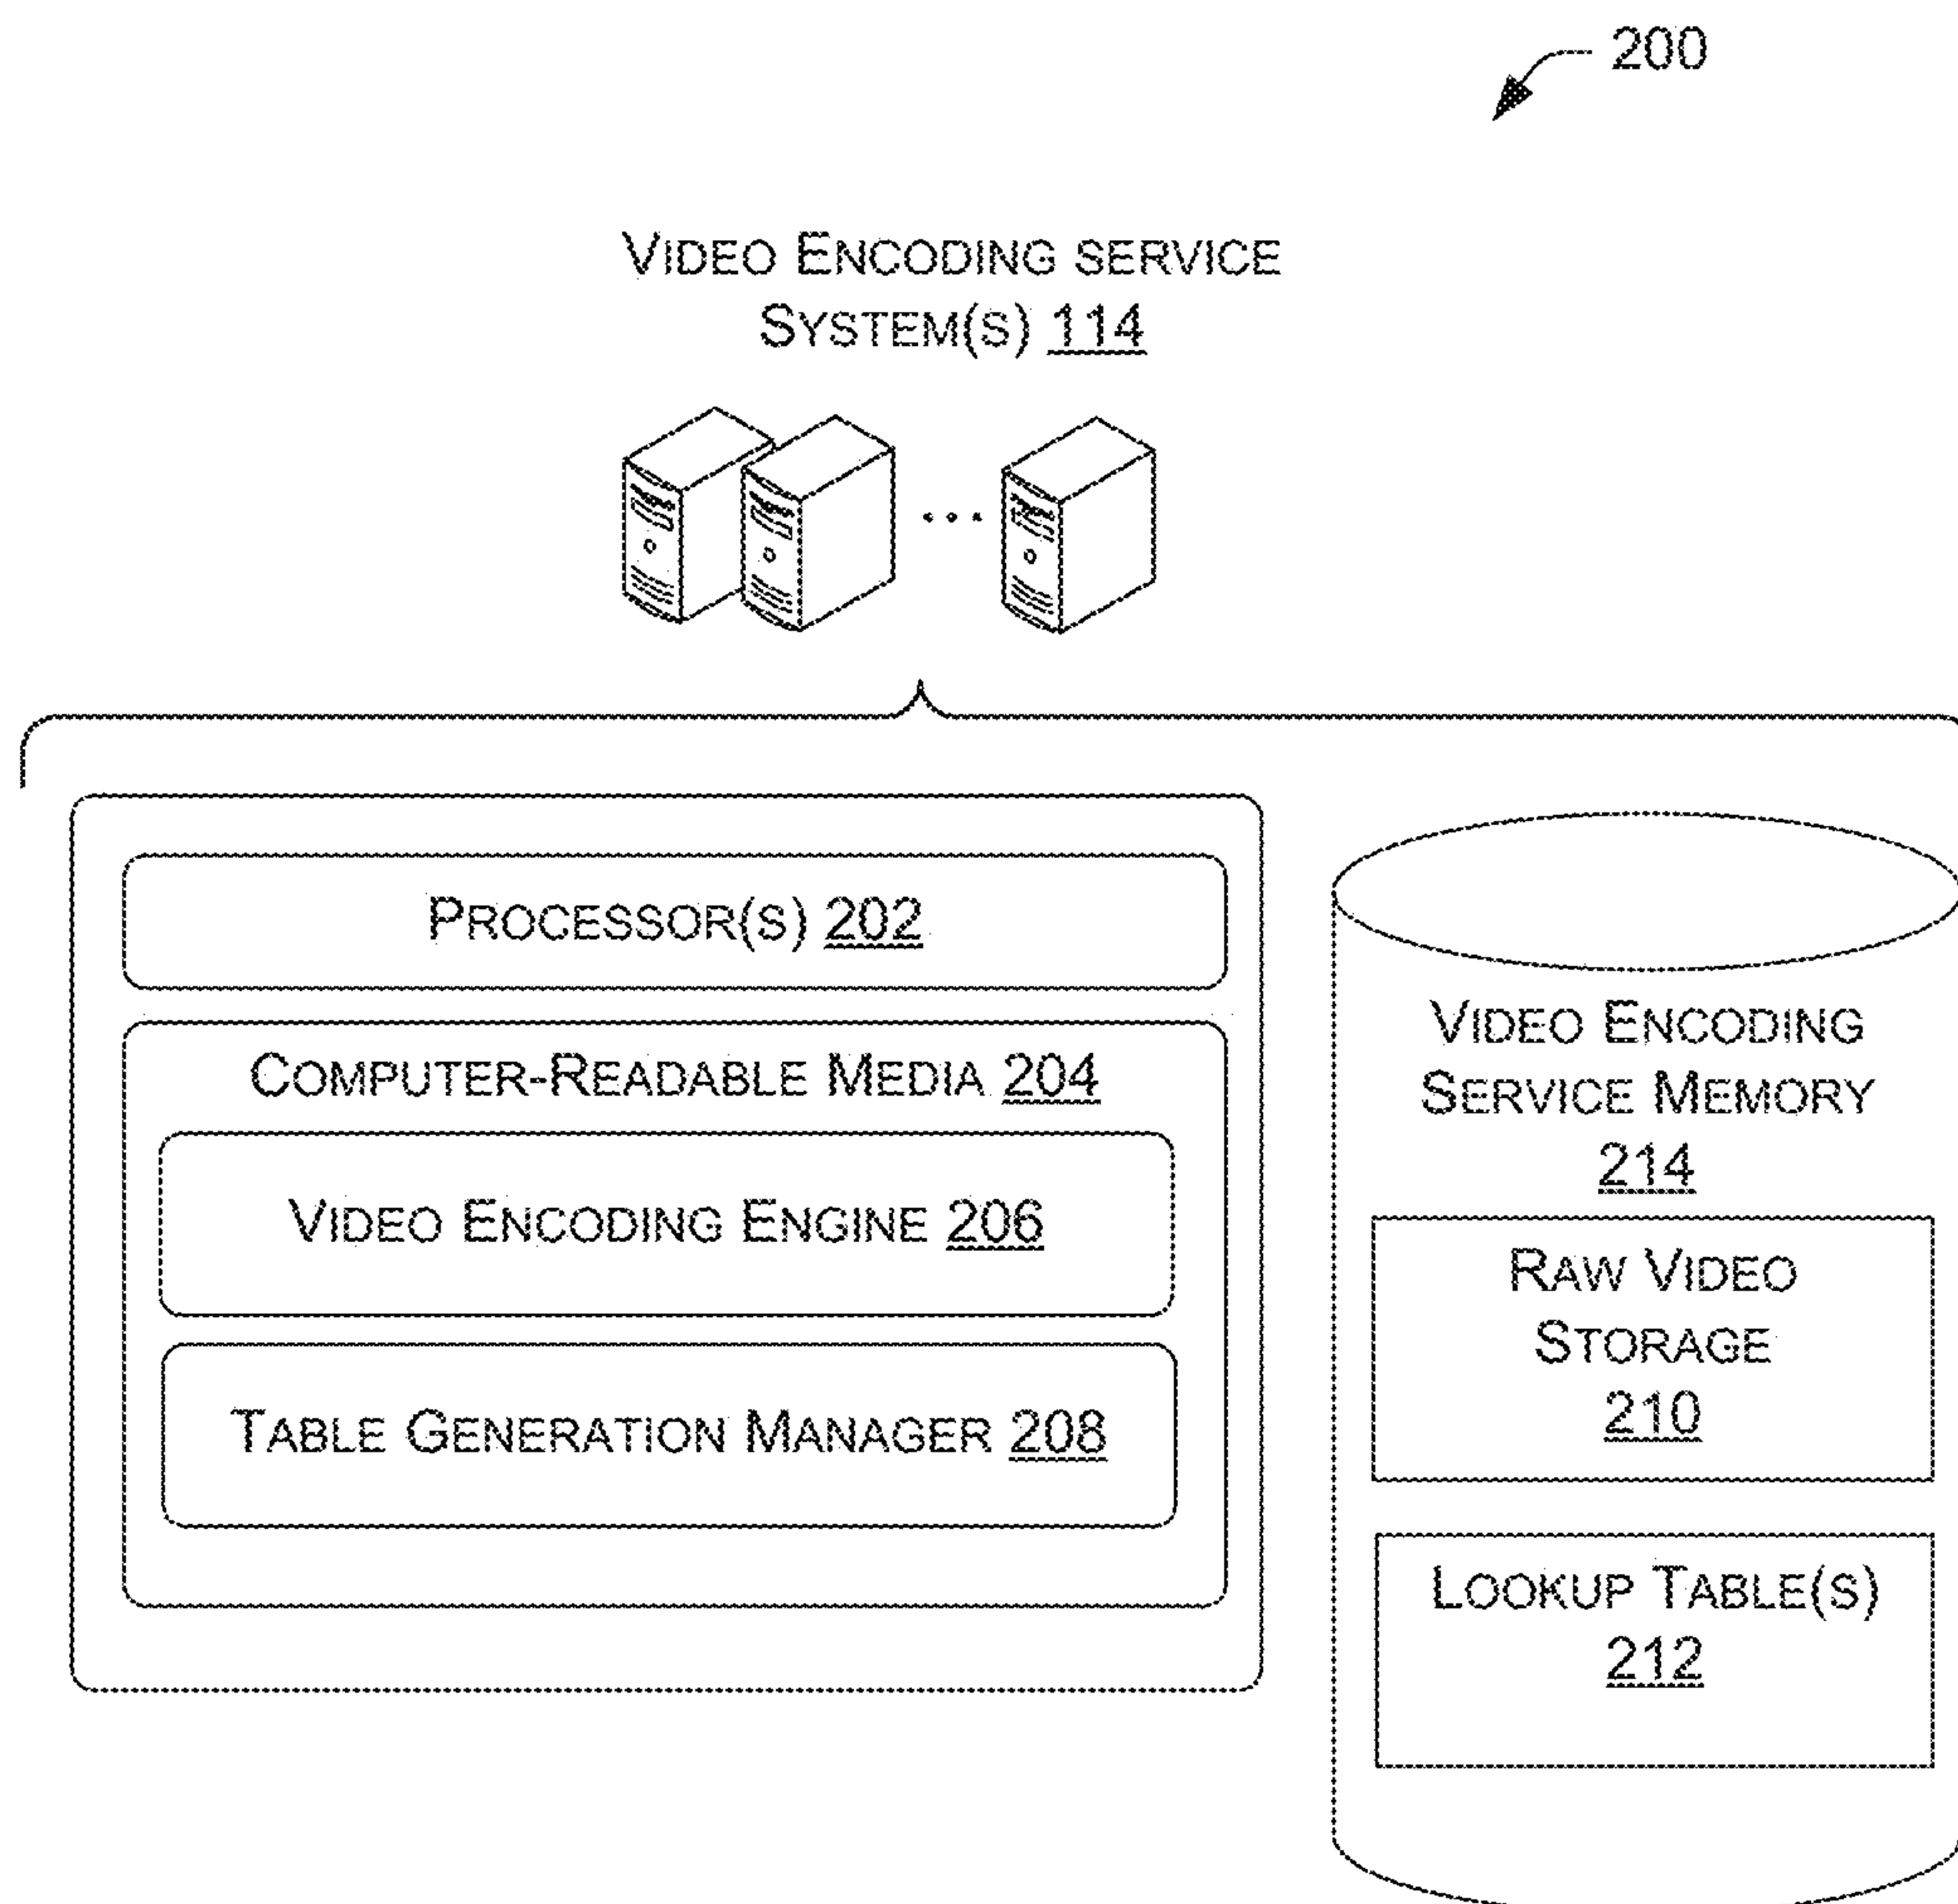 200
VIDEO ENCODING SERVICE
SYSTEM(S) 114
PROCESSOR(S) 202
COMPUTER-READABLE MEDIA 204
VIDEO ENCODING ENGINE 206
TABLE GENERATION MANAGER 208
VIDEO ENCODING
SERVICE MEMORY
214
RAW VIDEO
STORAGE
210
LOOKUP TABLE(S)
212